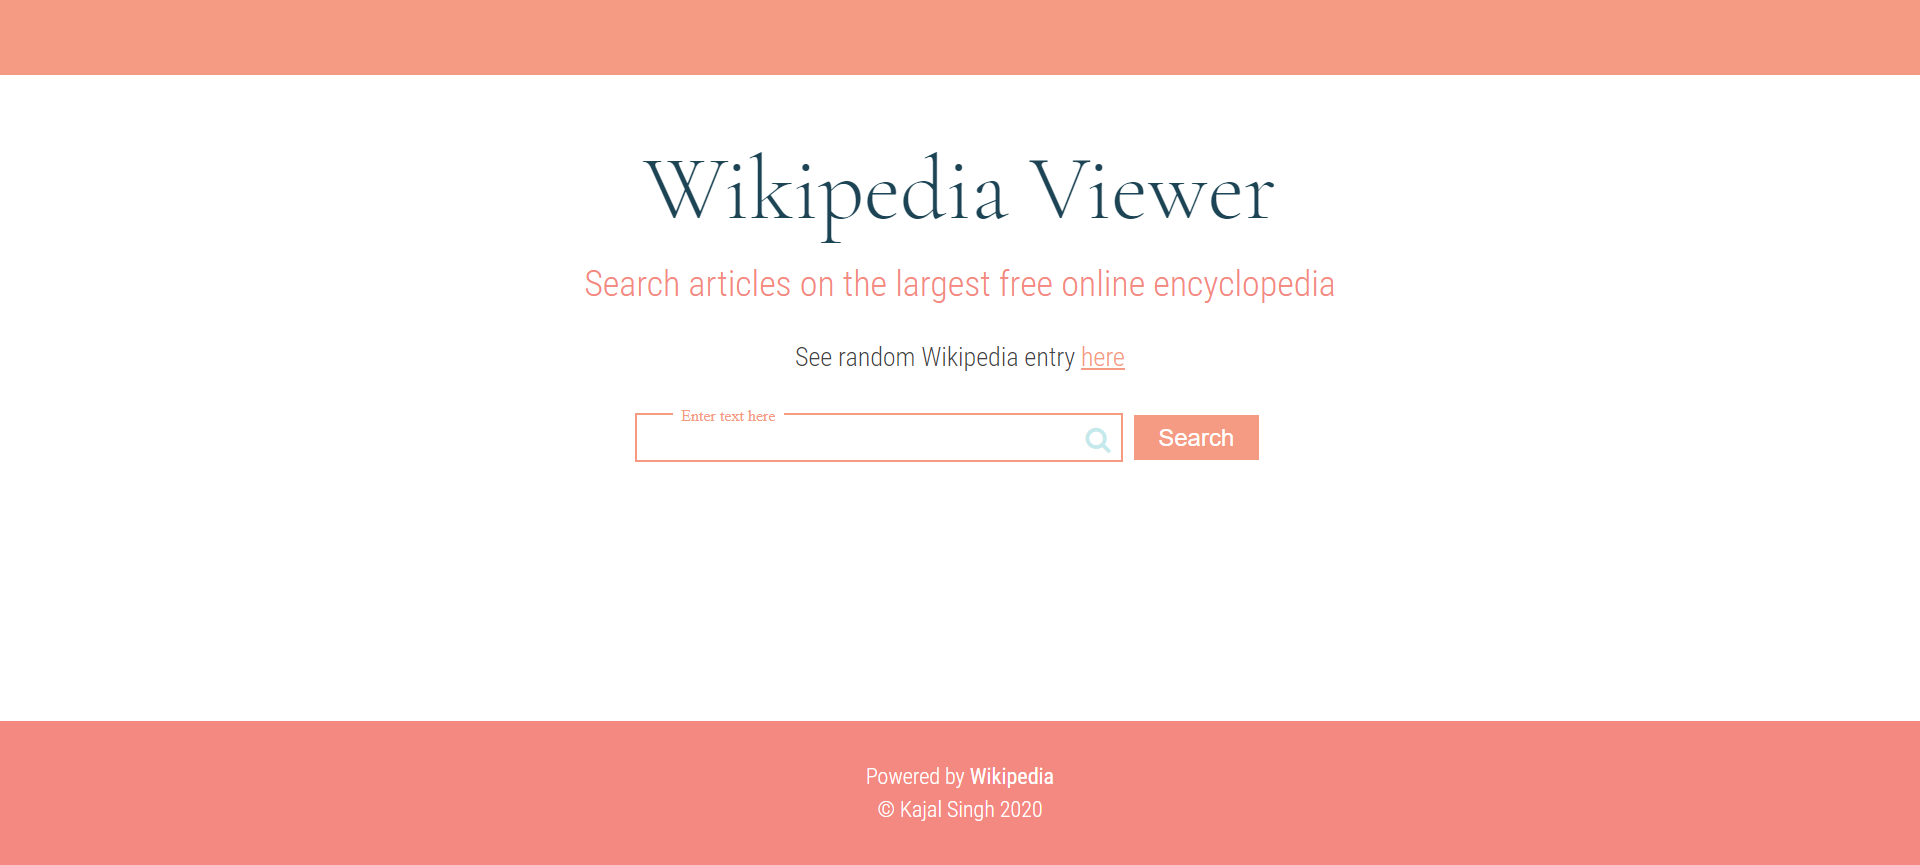 Wikipedia Viewer
Search articles on the largest free online encyclopedia
See random Wikipedia entry here
Enter text here
Search
Powered by Wikipedia
© Kajal Singh 2020